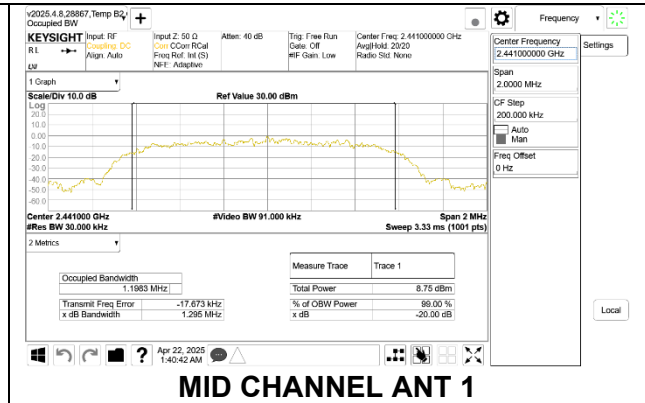 v2025.4.8,28867,Temp B2,
Occupied BW
Frequency
KEYSIGHT
Input: RF
Coupling: DC
Align: Auto
Input Z: 50 Ω
Corr CCorr RCal
Freq Ref: Int (S)
NFE: Adaptive
Atten: 40 dB
Trig: Free Run
Gate: Off
#IF Gain: Low
Center Freq: 2.441000000 GHz
Avg|Hold: 20/20
Radio Std: None
Center Frequency
2.441000000 GHz
Settings
Span
2.0000 MHz
CF Step
200.000 kHz
Auto
Man
Freq Offset
0 Hz
1 Graph
Scale/Div 10.0 dB
Ref Value 30.00 dBm
Log
20.0
10.0
0.00
-10.0
-20.0
-30.0
-40.0
-50.0
-60.0
Center 2.441000 GHz
#Video BW 91.000 kHz
Span 2 MHz
#Res BW 30.000 kHz
Sweep 3.33 ms (1001 pts)
2 Metrics
Measure Trace
Trace 1
Occupied Bandwidth
1.1983 MHz
Total Power
8.75 dBm
Transmit Freq Error
-17.673 kHz
% of OBW Power
99.00 %
x dB Bandwidth
1.295 MHz
x dB
-20.00 dB
Local
?
Apr 22, 2025
1:40:42 AM
MID CHANNEL ANT 1